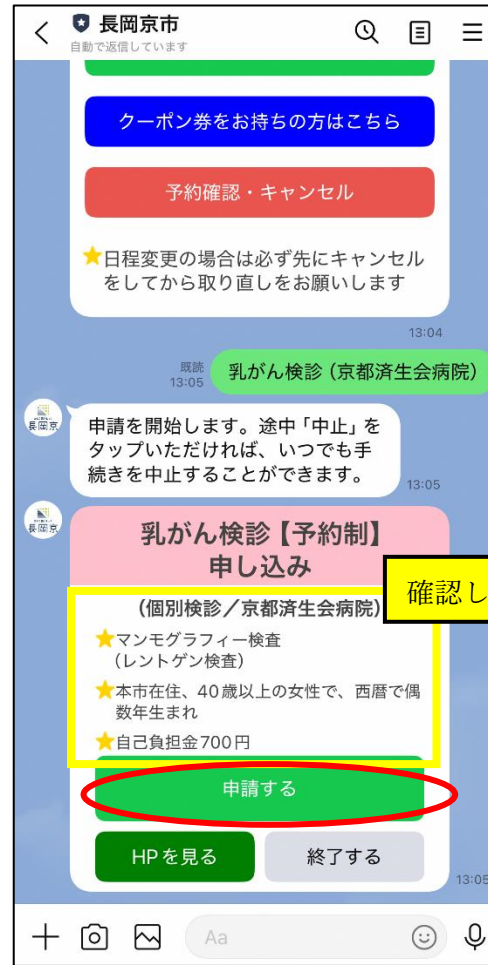 長岡京市
自動で返信しています
クーポン券をお持ちの方はこちら
予約確認・キャンセル
⭐日程変更の場合は必ず先にキャンセル
をしてから取り直しをお願いします
13:04
既読
13:05
乳がん検診（京都済生会病院）
長岡京
申請を開始します。途中「中止」を
タップいただければ、いつでも手
続きを中止することができます。
13:05
長岡京
乳がん検診【予約制】
申し込み
確認し
（個別検診／京都済生会病院）
⭐マンモグラフィー検査
（レントゲン検査）
⭐本市在住、40歳以上の女性で、西暦で偶
数年生まれ
⭐自己負担金700円
申請する
HPを見る
終了する
13:05
Aa